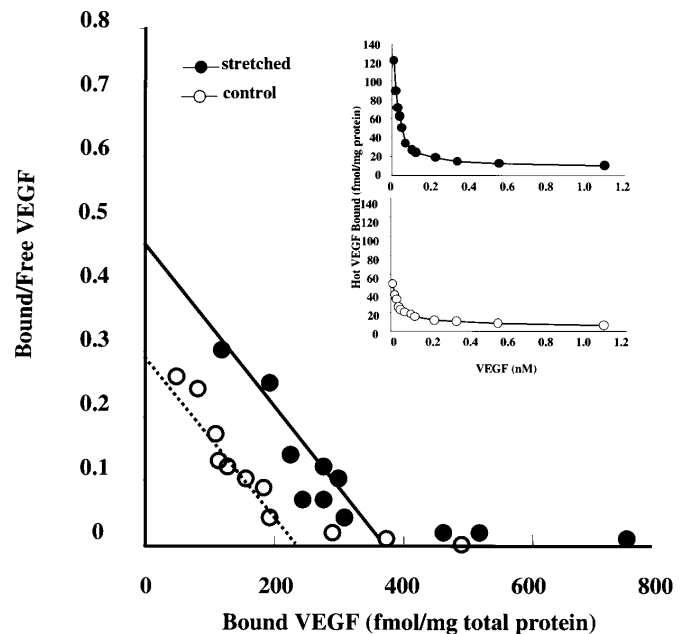 0.8
0.7
0.6
0.5
0.4
0.3
0.2
0.1
0
Bound/Free VEGF
stretched
control
0 200 400 600 800
Bound VEGF (fmol/mg total protein)
Hot VEGF Bound (fmol/mg protein)
140
120
100
80
60
40
20
0
0 0.2 0.4 0.6 0.8 1.0 1.2
140
120
100
80
60
40
20
0
0 0.2 0.4 0.6 0.8 1.0 1.2
VEGF (nM)